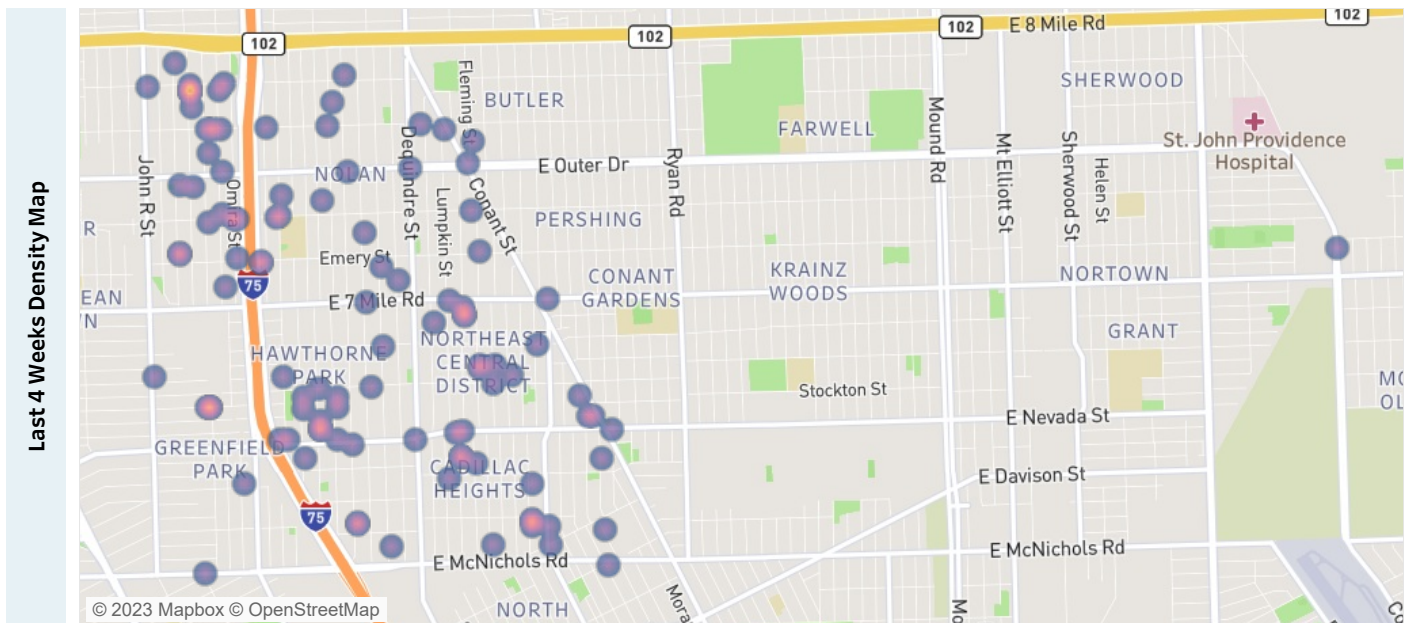 Last 4 Weeks Density Map
102
102
102
102
E 8 Mile Rd
Fleming St
BUTLER
SHERWOOD
FARWELL
St. John Providence
Hospital
John R St
Omira St
NOLAN
Dequindre St
E Outer Dr
Ryan Rd
Mound Rd
Mt Elliott St
Sherwood St
Helen St
Lumpkin St
Conant St
PERSHING
R
Emery St
CONANT
GARDENS
KRAINZ
WOODS
NORTOWN
75
EAN
E 7 Mile Rd
GRANT
HAWTHORNE
PARK
NORTHEAST
CENTRAL
DISTRICT
Stockton St
E Nevada St
GREENFIELD
PARK
CADILLAC
HEIGHTS
E Davison St
75
E McNichols Rd
E McNichols Rd
NORTH
Mora
© 2023 Mapbox © OpenStreetMap